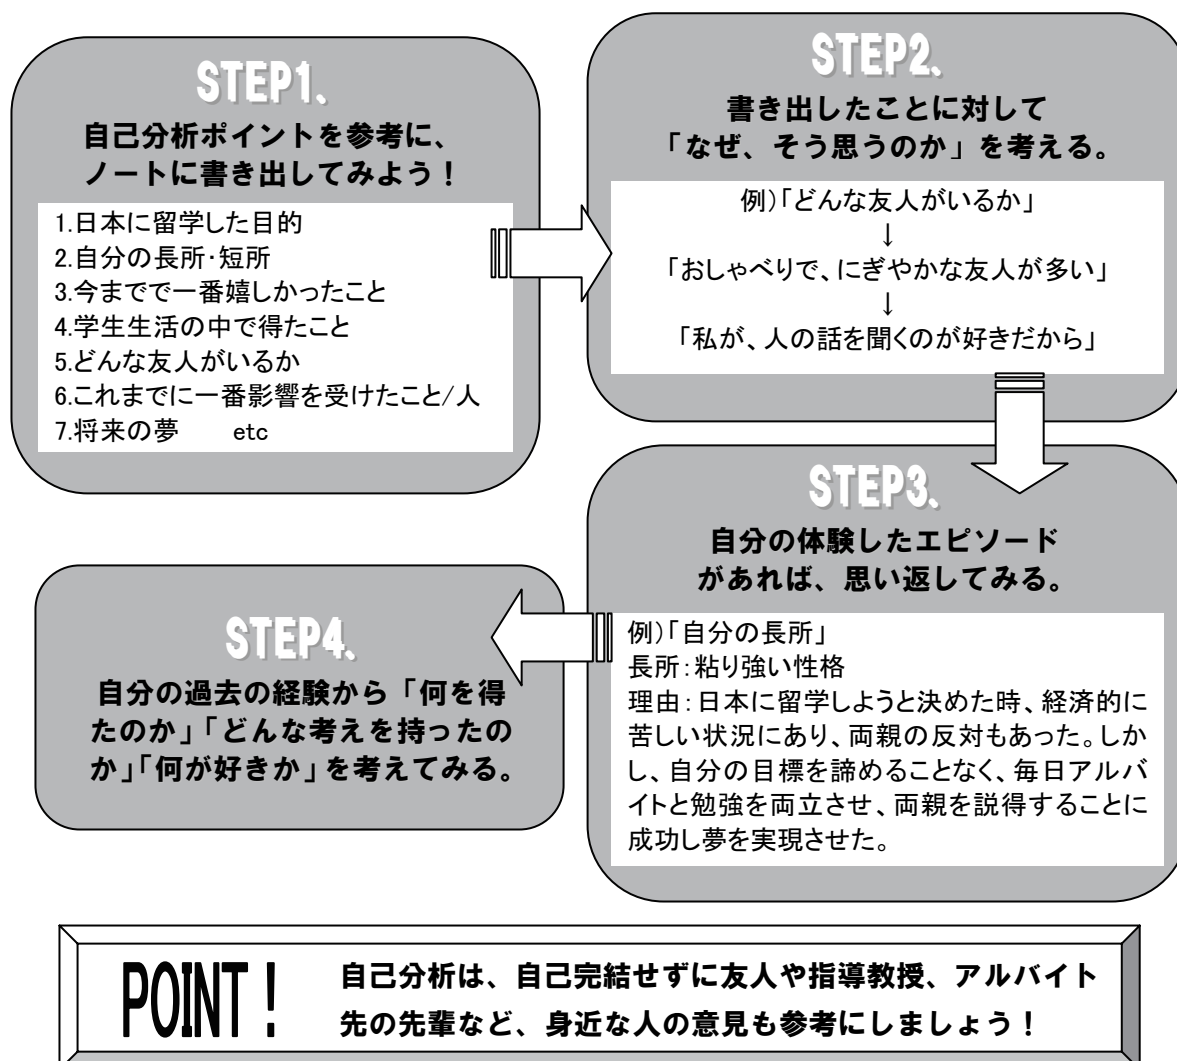 STEP1、
自己分析ポイントを参考に、
ノートに書き出してみよう！
1.日本に留学した目的
2.自分の長所･短所
3.今までで一番嬉しかったこと
4.学生生活の中で得たこと
5.どんな友人がいるか
6.これまでに一番影響を受けたこと/人
7.将来の夢　　etc
STEP2、
書き出したことに対して
「なぜ、そう思うのか」を考える。
例）「どんな友人がいるか」
↓
「おしゃべりで、にぎやかな友人が多い」
↓
「私が、人の話を聞くのが好きだから」
STEP3、
自分の体験したエピソード
があれば、思い返してみる。
例）「自分の長所」
長所：粘り強い性格
理由：日本に留学しようと決めた時、経済的に
苦しい状況にあり、両親の反対もあった。しか
し、自分の目標を諦めることなく、毎日アルバ
イトと勉強を両立させ、両親を説得することに
成功し夢を実現させた。
STEP4、
自分の過去の経験から「何を得
たのか」「どんな考えを持ったの
か」「何が好きか」を考えてみる。
POINT！
自己分析は、自己完結せずに友人や指導教授、アルバイト
先の先輩など、身近な人の意見も参考にしましょう！